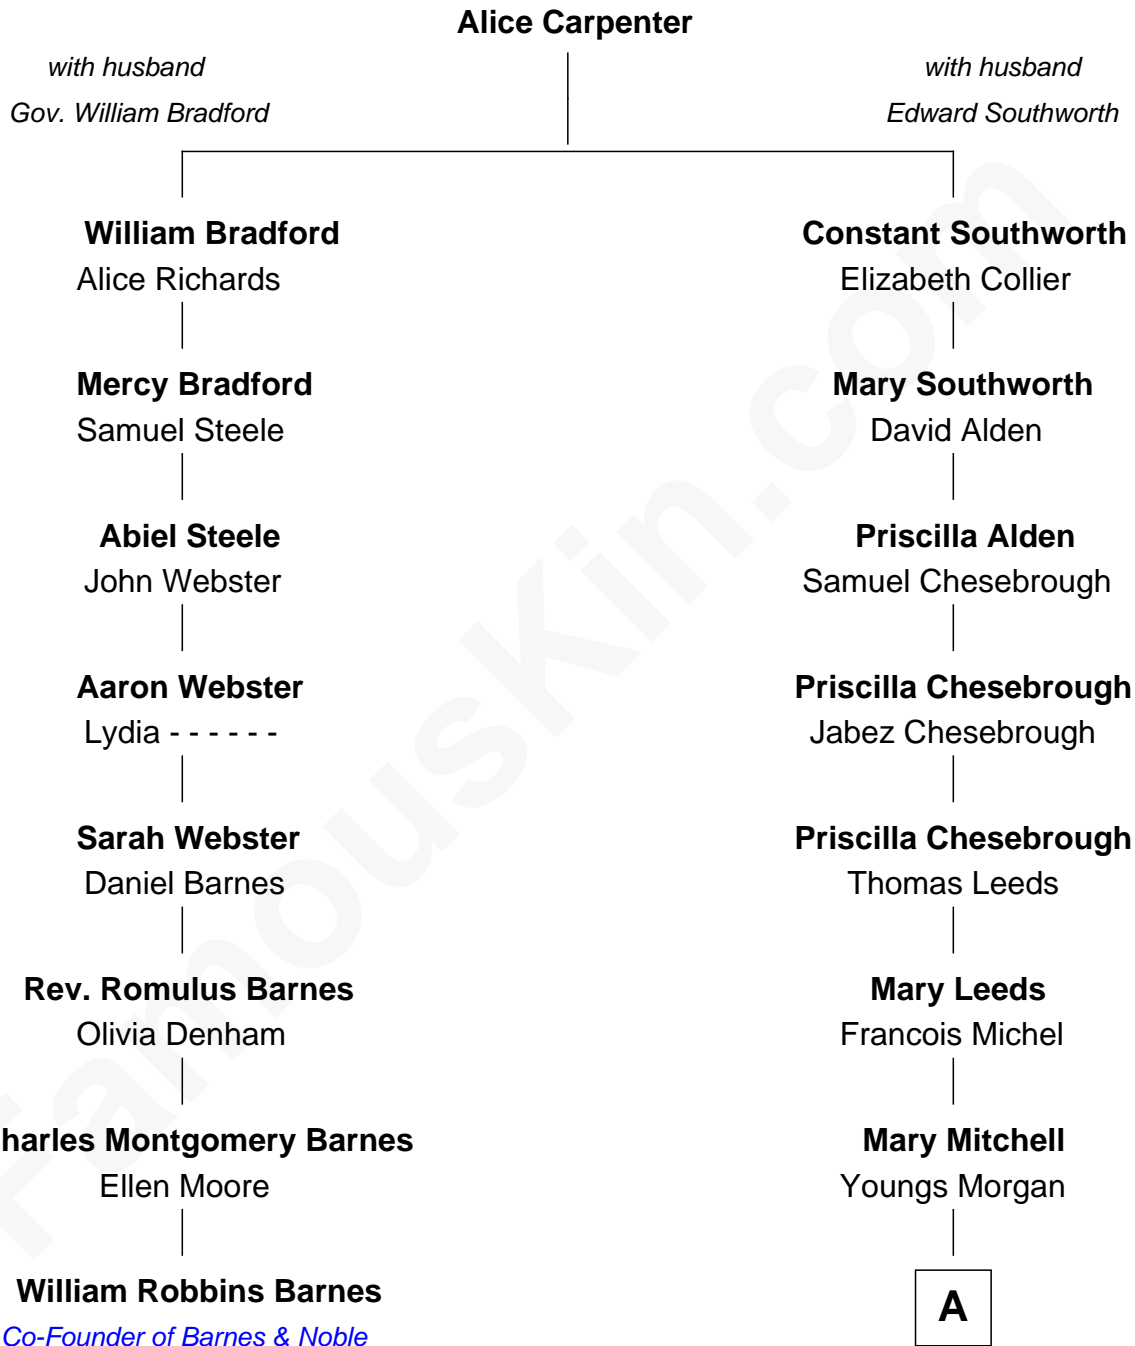 Alice Carpenter
with husband
Gov. William Bradford
with husband
Edward Southworth
William Bradford
Alice Richards
Constant Southworth
Elizabeth Collier
Mercy Bradford
Samuel Steele
Mary Southworth
David Alden
Abiel Steele
John Webster
Priscilla Alden
Samuel Chesebrough
Aaron Webster
Lydia - - - - - -
Priscilla Chesebrough
Jabez Chesebrough
Sarah Webster
Daniel Barnes
Priscilla Chesebrough
Thomas Leeds
Rev. Romulus Barnes
Olivia Denham
Mary Leeds
Francois Michel
harles Montgomery Barnes
Ellen Moore
Mary Mitchell
Youngs Morgan
William Robbins Barnes
Co-Founder of Barnes & Noble
A
FamousKin.com